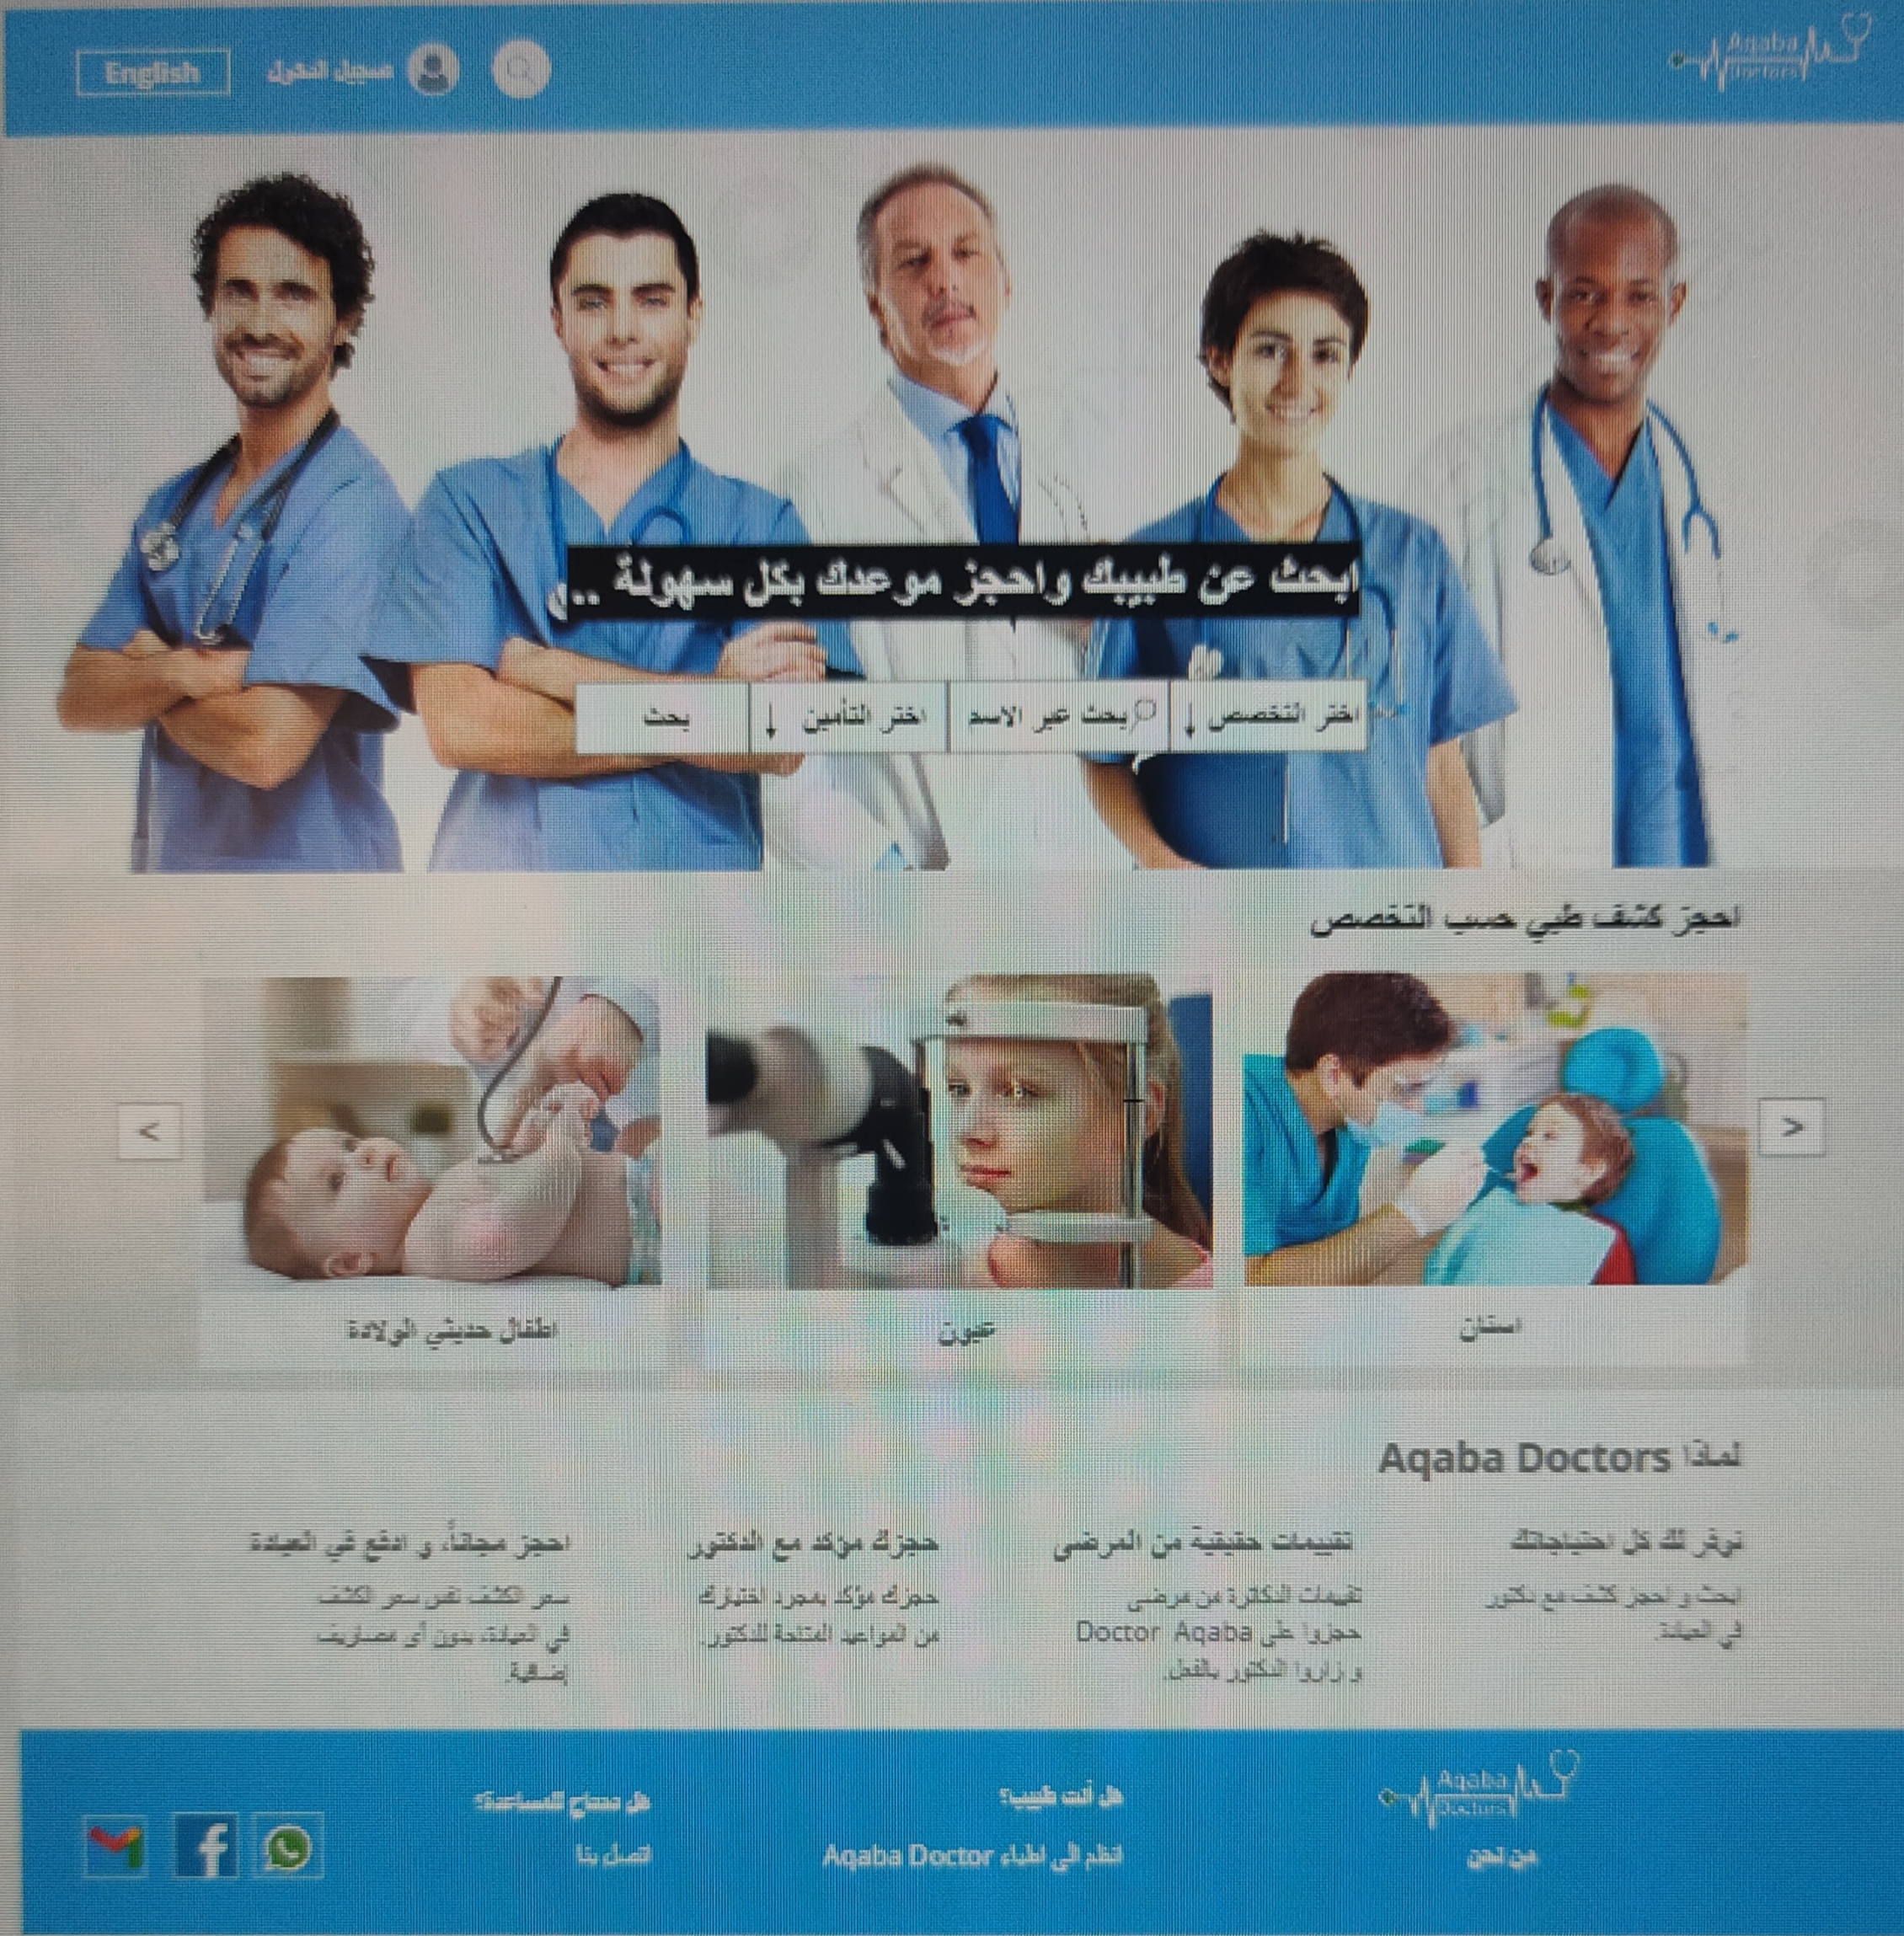 Aqaba
Doctors
تسجيل الدخول
English
ابحث عن طبيبك واحجز موعدك بكل سهولة ..
اختر التخصص ↓
بحث عبر الاسم
اختر التأمين ↓
بحث
احجز كشف طبي حسب التخصص
>
<
اسنان
عيون
اطفال حديثي الولادة
لماذا Aqaba Doctors
نوفر لك كل احتياجاتك
ابحث و احجز كشف مع دكتور
في العيادة.
تقييمات حقيقية من المرضى
تقيمات الدكاترة من مرضى
حجزوا على Doctor Aqaba
و زاروا الدكتور بالفعل.
حجزك مؤكد مع الدكتور
حجزك مؤكد بمجرد اختيارك
من المواعيد المتاحة للدكتور.
احجز مجاناً، و ادفع في العيادة
سعر الكشف نفس سعر الكشف
في العيادة، بدون أي مصاريف
إضافية.
Aqaba
Doctors
من نحن
هل أنت طبيب؟
انظم الى اطباء Aqaba Doctor
هل تحتاج للمساعدة؟
اتصل بنا